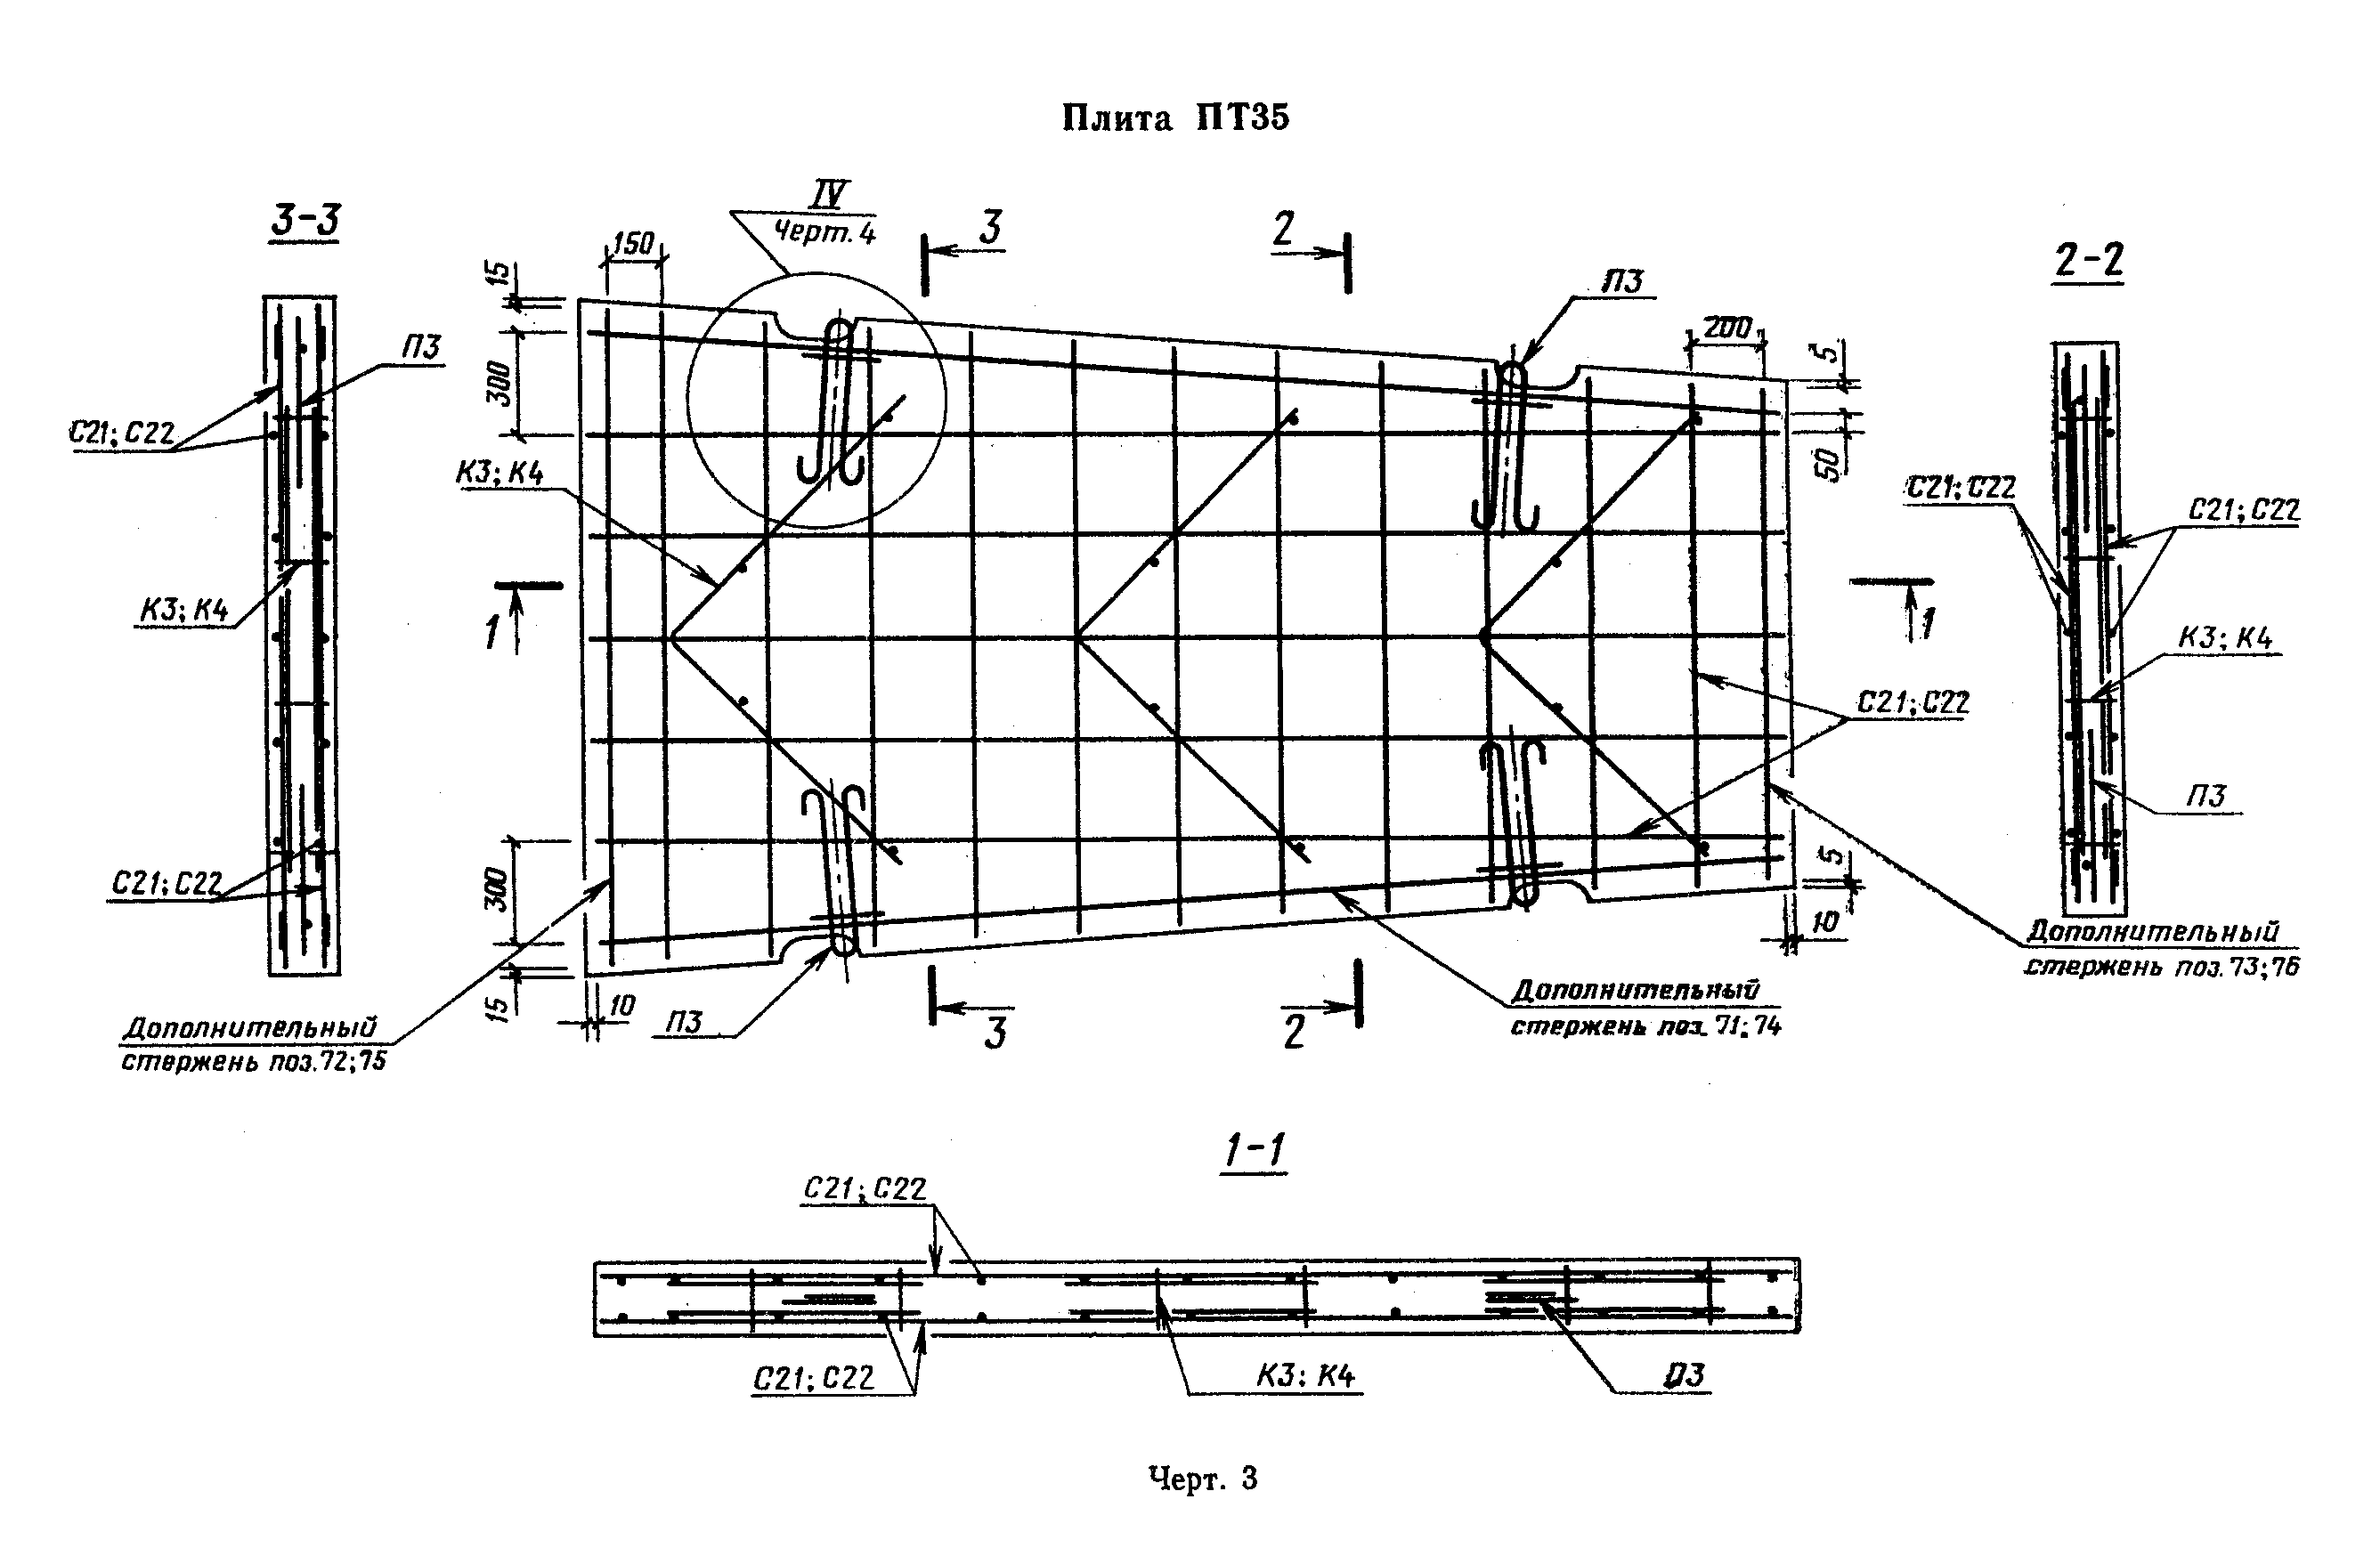 Плита ПТ35
IV
Черт. 4
3-3
3
2
П3
2-2
150
15
300
200
5
50
П3
С21; С22
К3; К4
С21; С22
С21; С22
К3; К4
1
1
К3; К4
С21; С22
П3
С21; С22
300
15
10
5
10
Дополнительный
стержень поз. 72; 75
П3
3
2
Дополнительный
стержень поз. 71; 74
Дополнительный
стержень поз. 73; 76
1-1
С21; С22
С21; С22
К3; К4
П3
Черт. 3